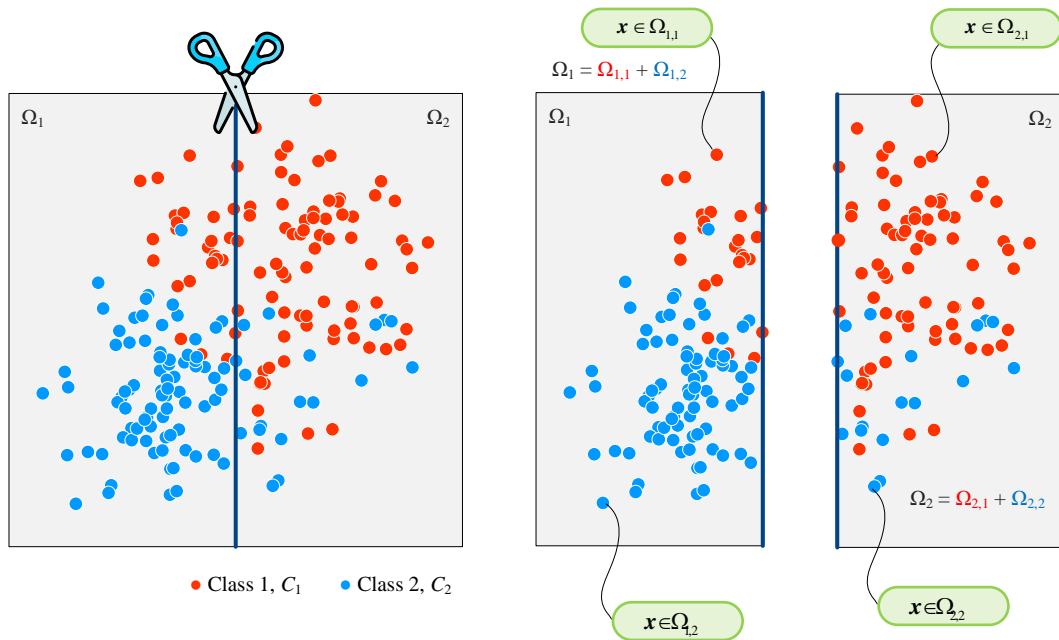 x ∈ Ω1,1
x ∈ Ω2,1
Ω1 = Ω1,1 + Ω1,2
Ω1
Ω2
Ω1
Ω2
Ω2 = Ω2,1 + Ω2,2
Class 1, C1
Class 2, C2
x∈Ω1,2
x∈Ω2,2